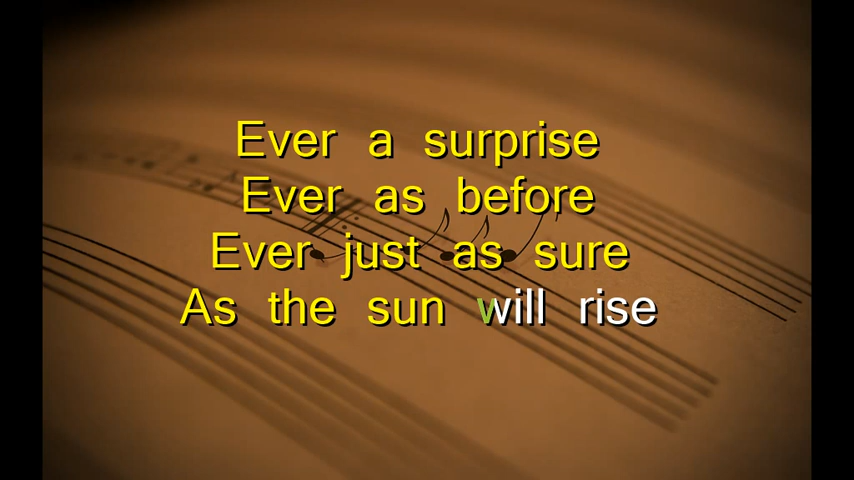 Ever a surprise
Ever as before
Ever just as sure
As the sun will rise